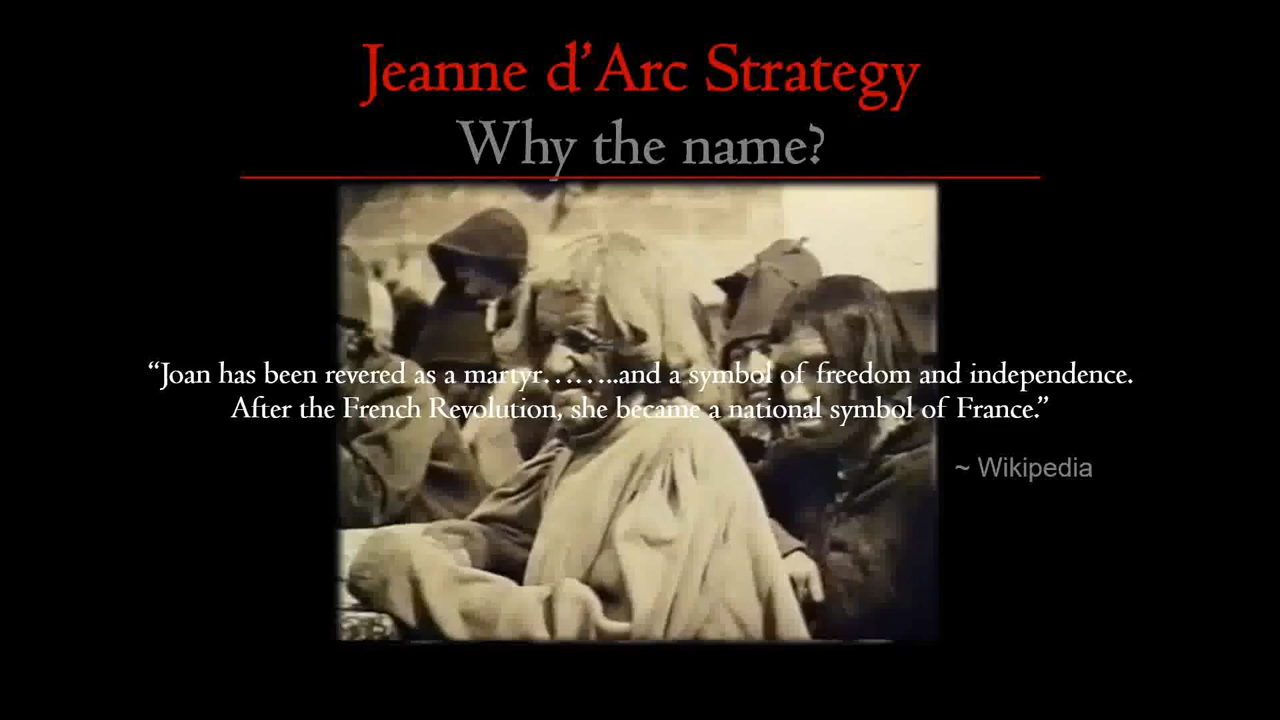 Jeanne d’Arc Strategy
Why the name?
“Joan has been revered as a martyr……..and a symbol of freedom and independence.
After the French Revolution, she became a national symbol of France.”
~ Wikipedia